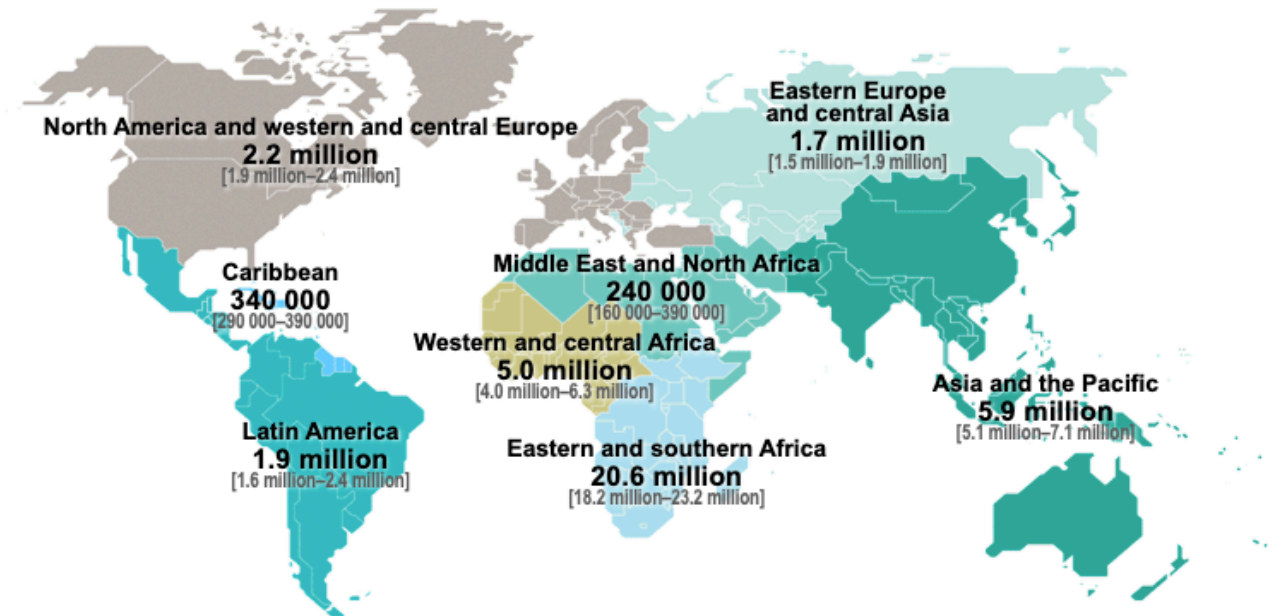 Eastern Europe
and central Asia
1.7 million
[1.5 million–1.9 million]
North America and western and central Europe
2.2 million
[1.9 million–2.4 million]
Middle East and North Africa
240 000
[160 000–390 000]
Caribbean
340 000
[290 000–390 000]
Western and central Africa
5.0 million
[4.0 million–6.3 million]
Asia and the Pacific
5.9 million
[5.1 million–7.1 million]
Latin America
1.9 million
[1.6 million–2.4 million]
Eastern and southern Africa
20.6 million
[18.2 million–23.2 million]